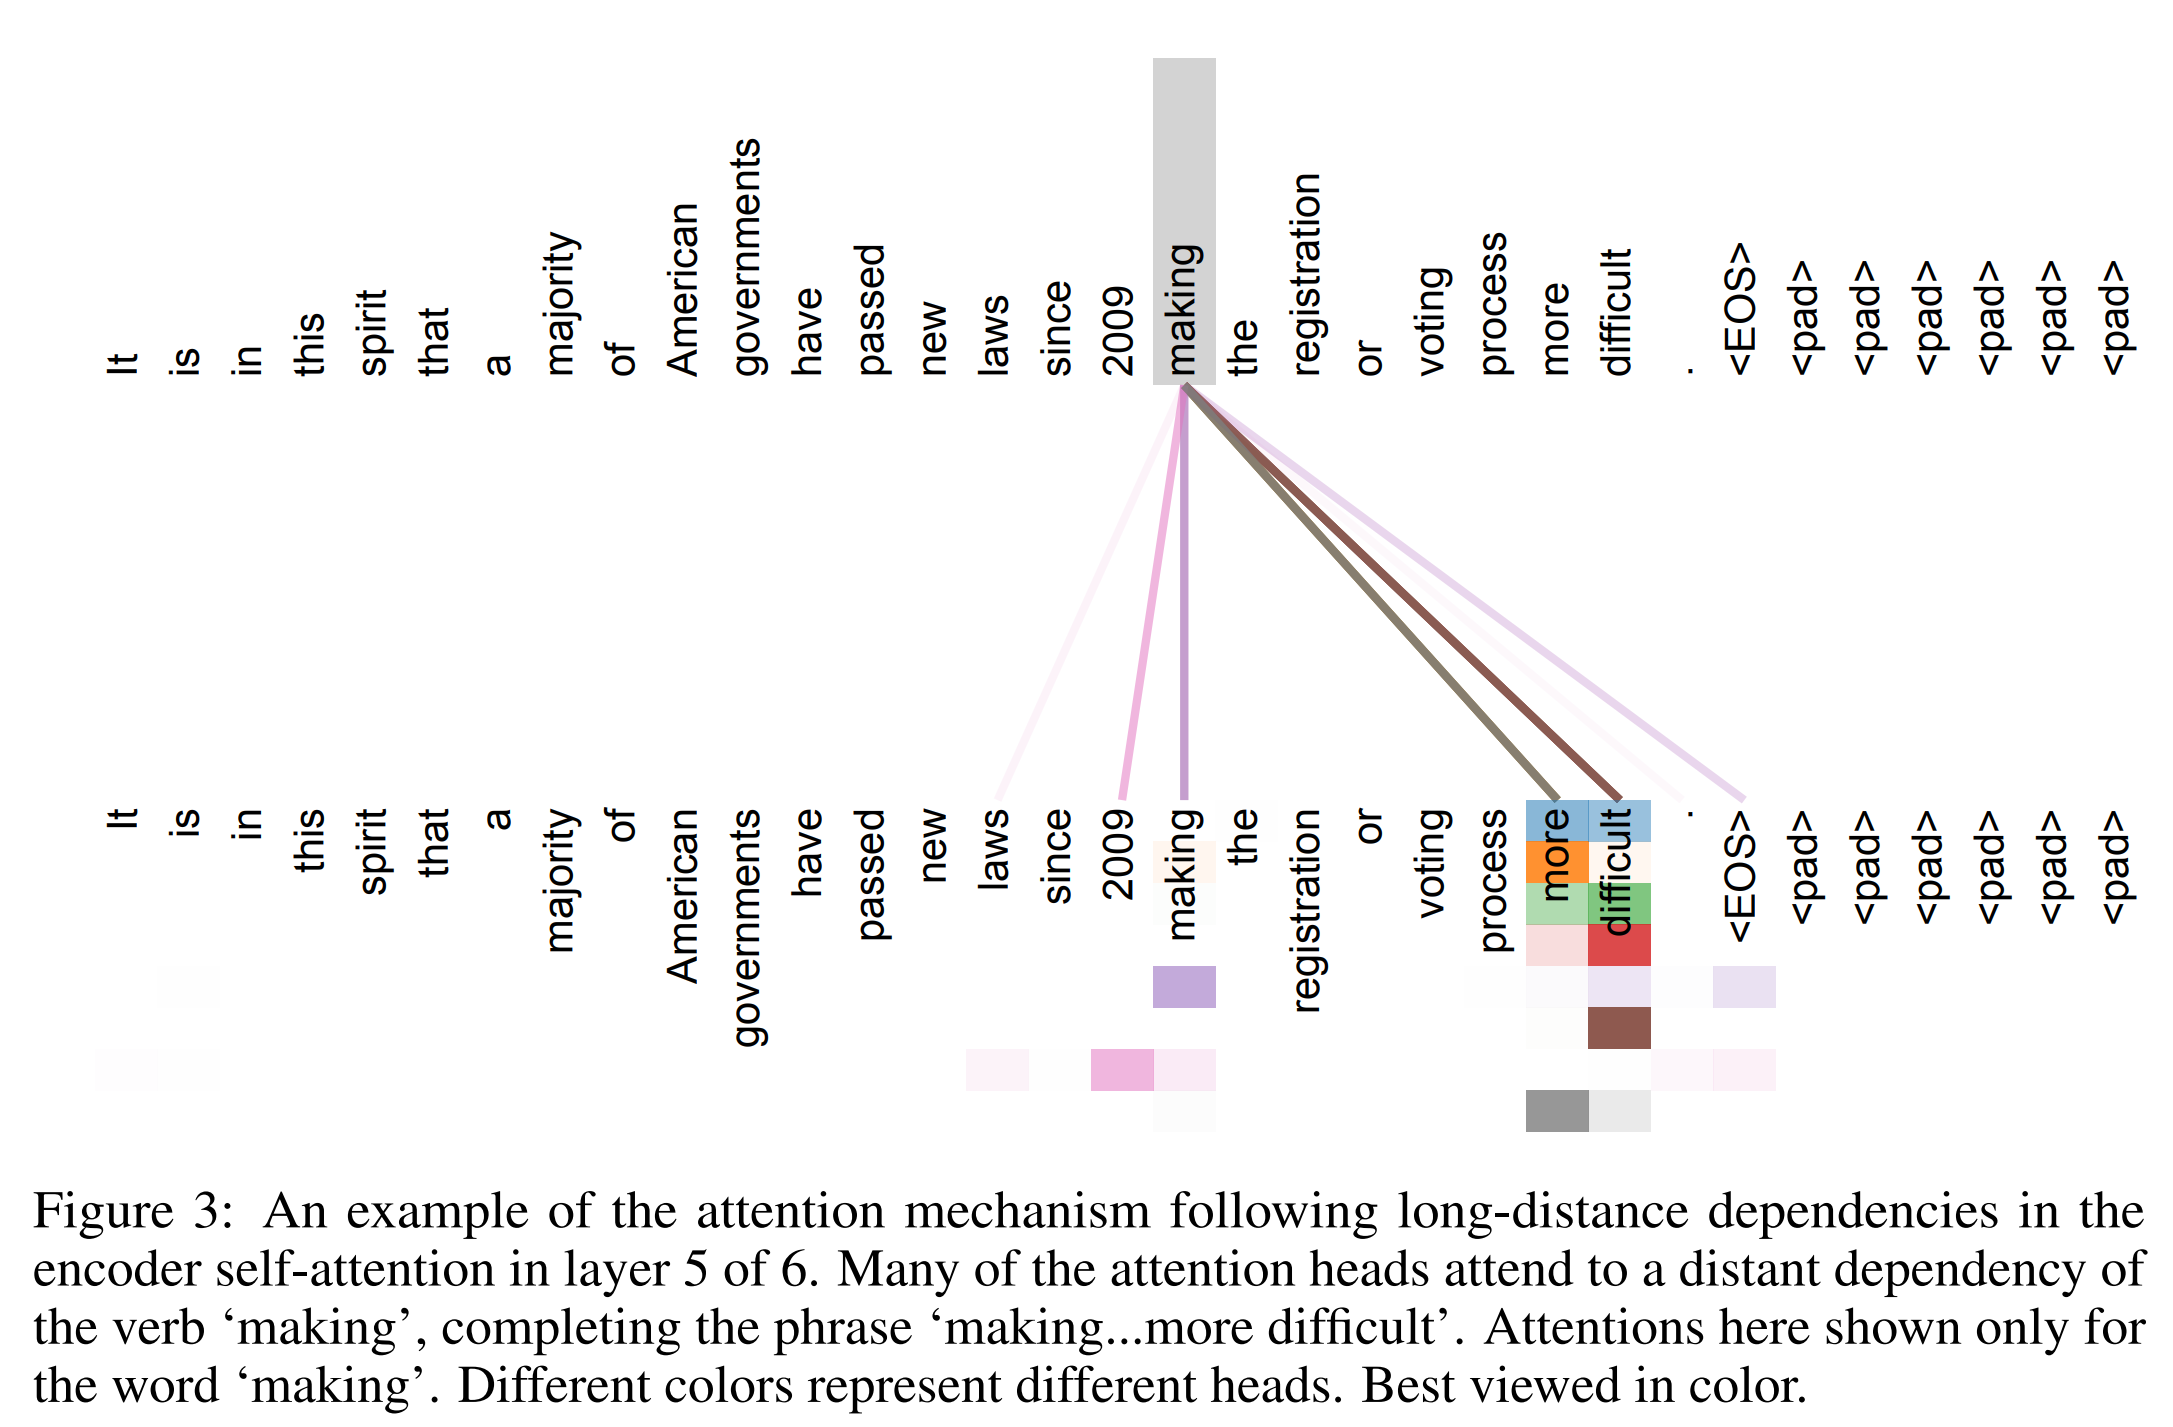 It is in this spirit that a majority of American governments have passed new laws since 2009 making the registration or voting process more difficult . <EOS> <pad> <pad> <pad> <pad> <pad> <pad>
It is in this spirit that a majority of American governments have passed new laws since 2009 making the registration or voting process more difficult . <EOS> <pad> <pad> <pad> <pad> <pad> <pad>
Figure 3: An example of the attention mechanism following long-distance dependencies in the
encoder self-attention in layer 5 of 6. Many of the attention heads attend to a distant dependency of
the verb ‘making’, completing the phrase ‘making...more difficult’. Attentions here shown only for
the word ‘making’. Different colors represent different heads. Best viewed in color.